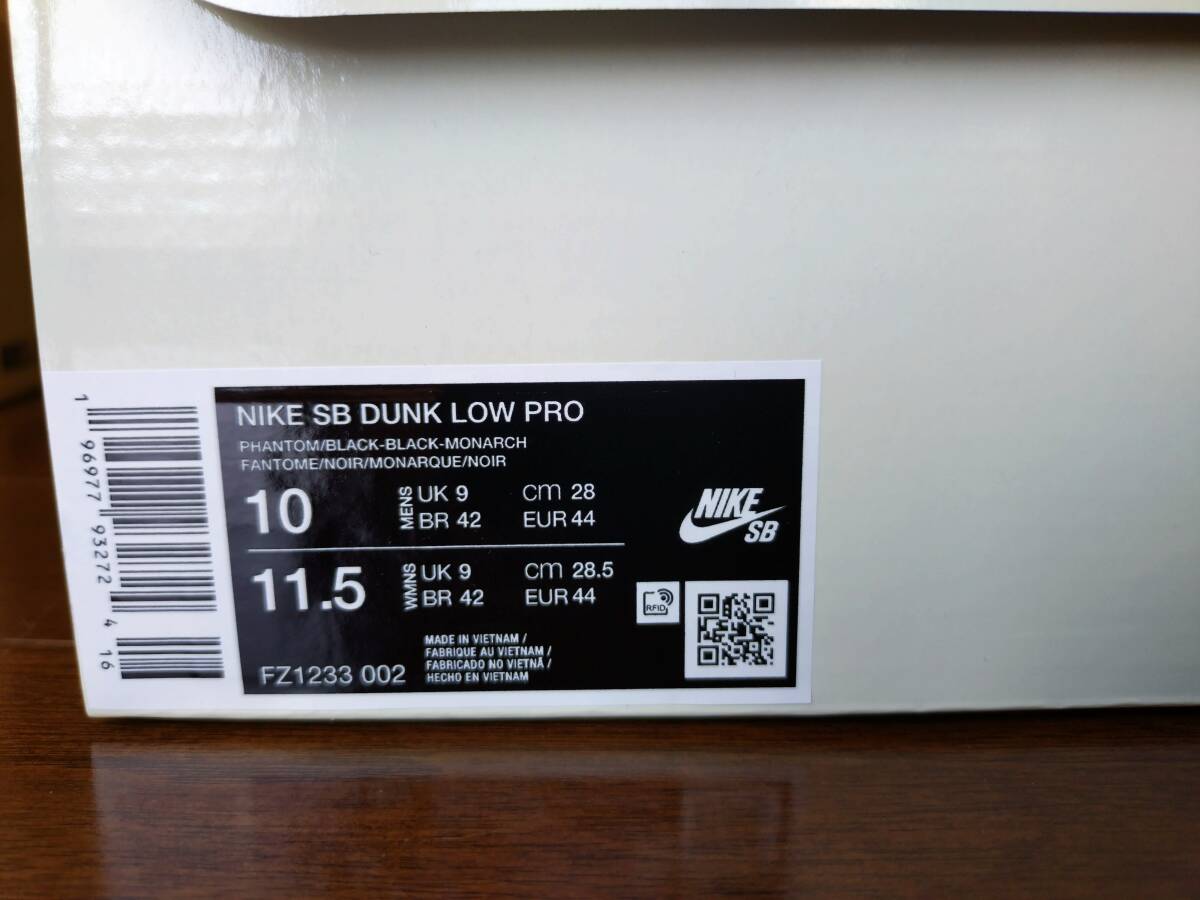 1 96977 93272 4 16
NIKE SB DUNK LOW PRO
PHANTOM/BLACK-BLACK-MONARCH
FANTOME/NOIR/MONARQUE/NOIR
10 MENS UK 9 cm 28
BR 42 EUR 44
11.5 WMNS UK 9 cm 28.5
BR 42 EUR 44
MADE IN VIETNAM /
FABRIQUE AU VIETNAM /
FABRICADO NO VIETNÃ /
HECHO EN VIETNAM
FZ1233 002
NIKE
SB
RFID